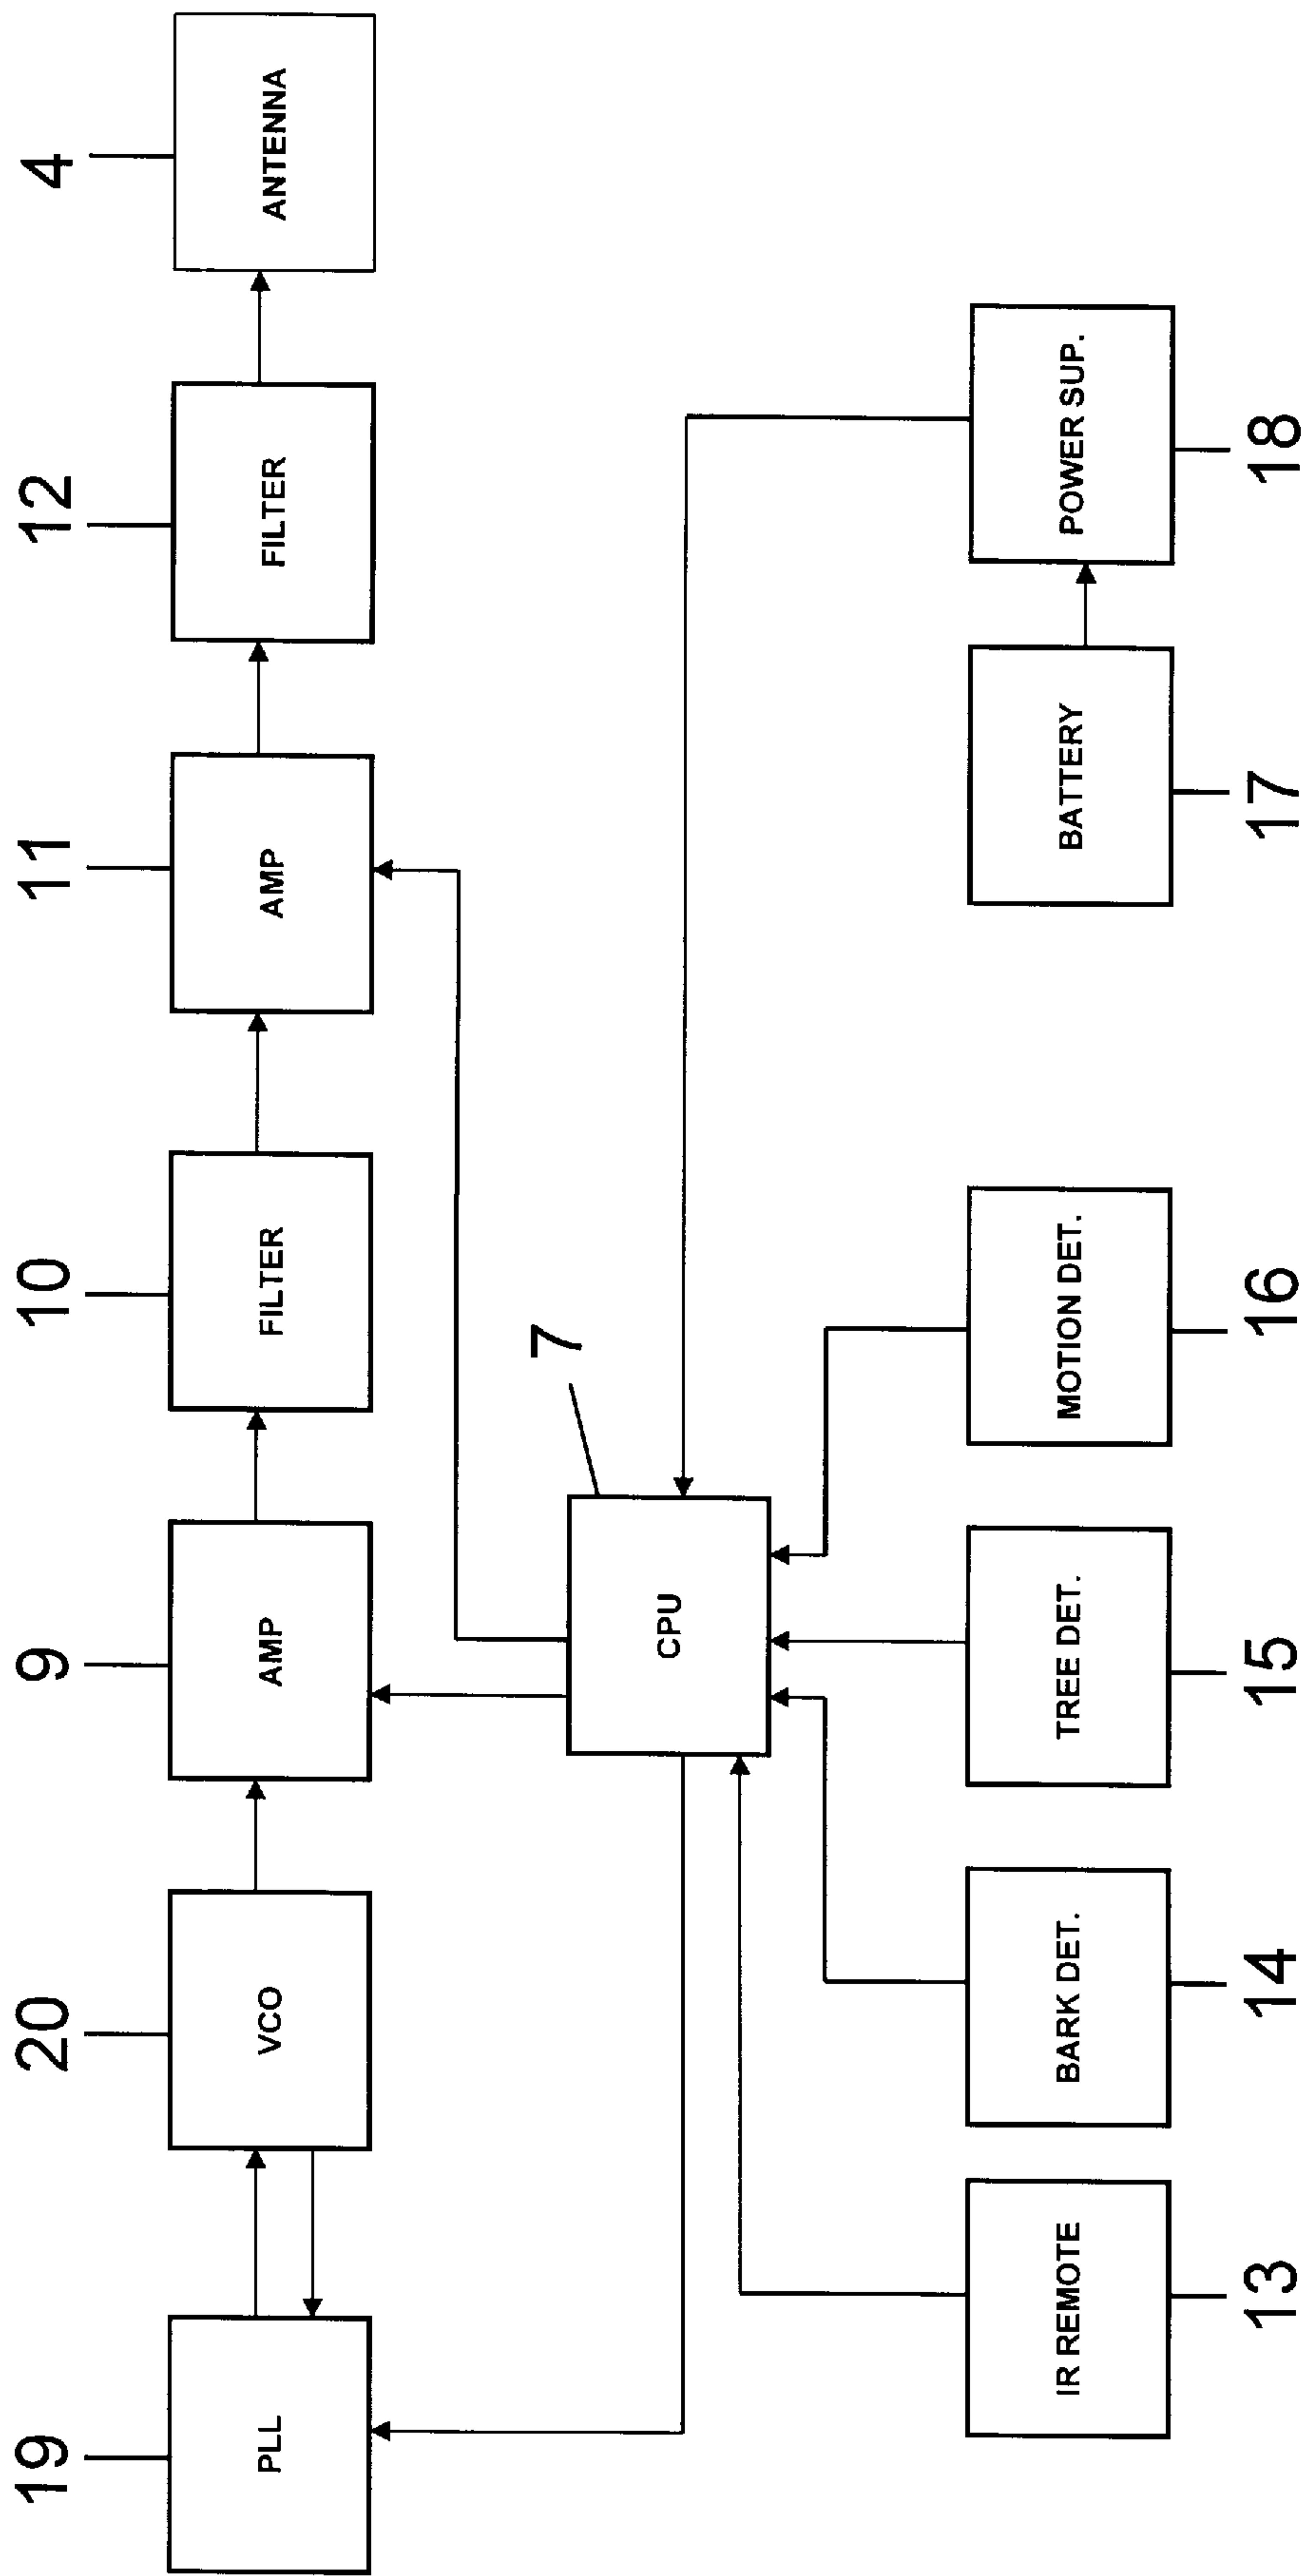 19
20
9
10
11
12
4
PLL
VCO
AMP
FILTER
AMP
FILTER
ANTENNA
7
CPU
IR REMOTE
BARK DET.
TREE DET.
MOTION DET.
BATTERY
POWER SUP.
13
14
15
16
17
18